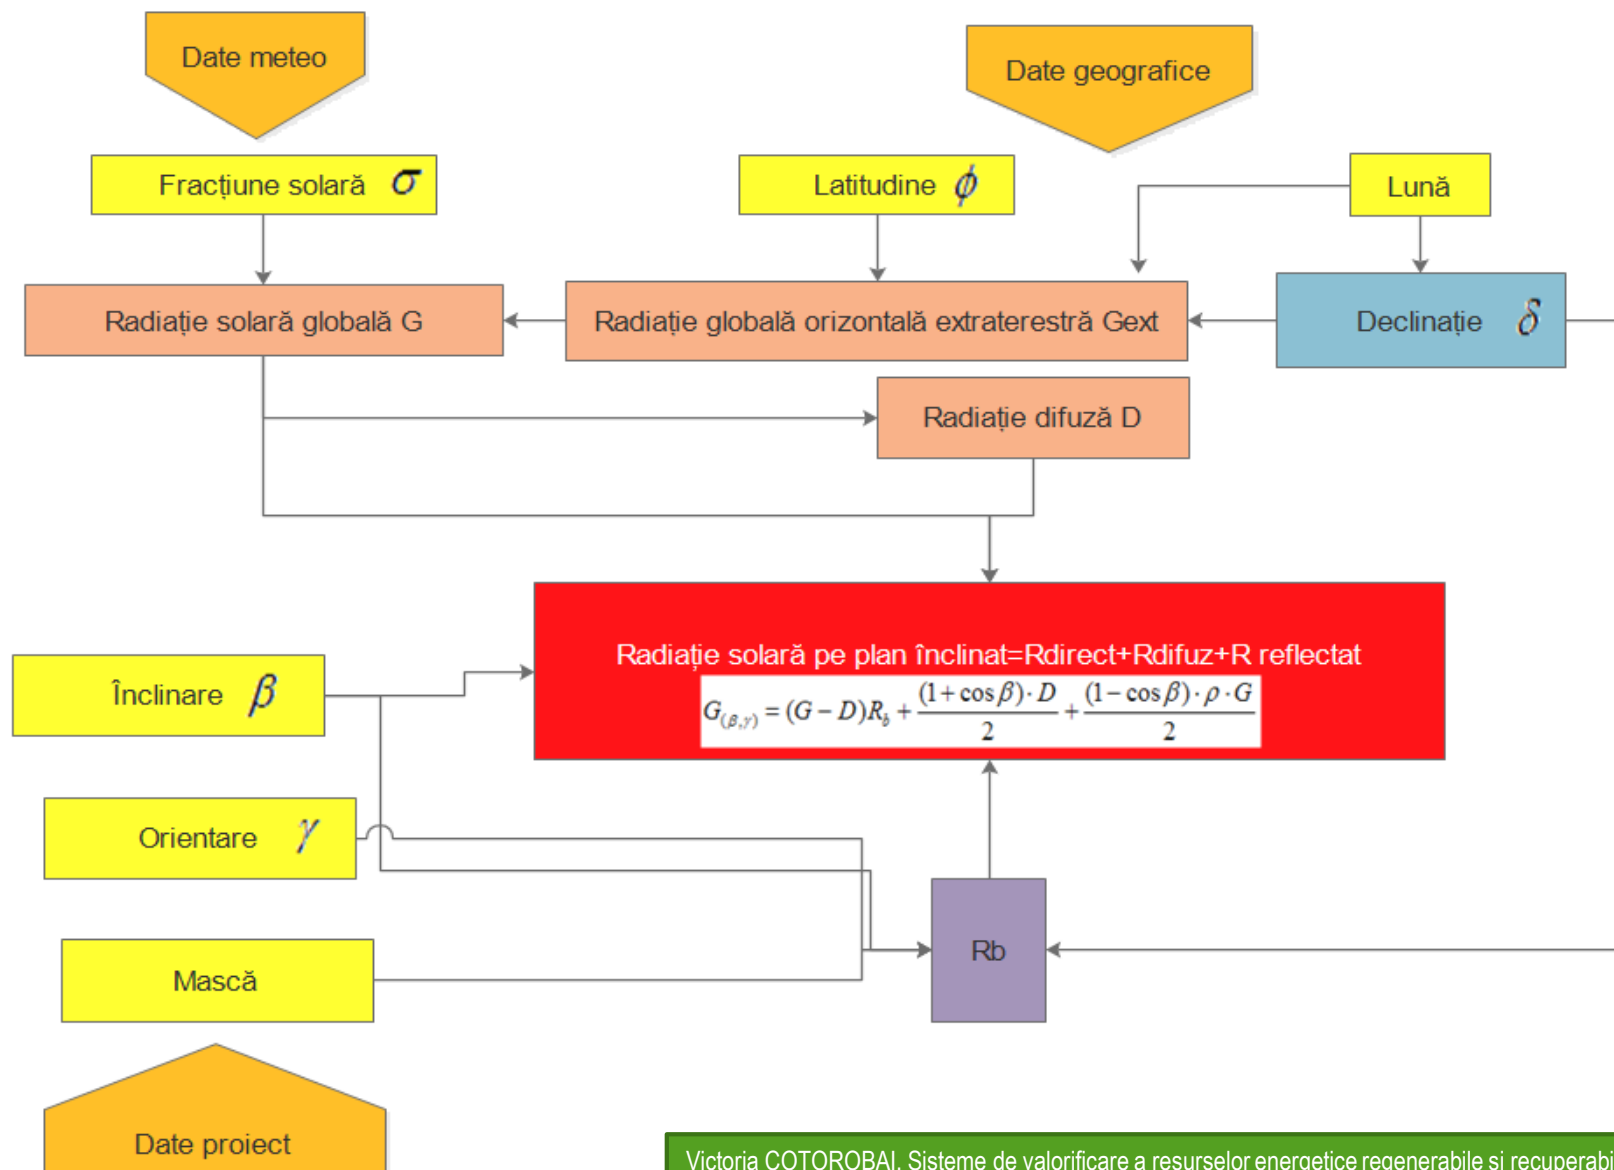 Date meteo
Date geografice
Fracțiune solară σ
Latitudine ϕ
Lună
Radiație solară globală G
Radiație globală orizontală extraterestră Gext
Declinație δ
Radiație difuză D
Radiație solară pe plan înclinat=Rdirect+Rdifuz+R reflectat
G(β,γ) = (G − D)Rb + (1 + cos β) · D / 2 + (1 − cos β) · ρ · G / 2
Înclinare β
Orientare γ
Rb
Mască
Date proiect
Victoria COTOROBAI, Sisteme de valorificare a resurselor energetice regenerabile și